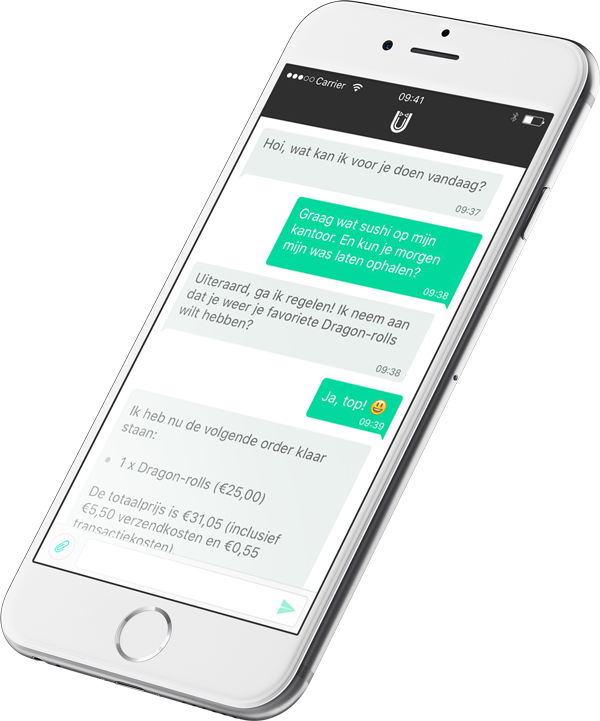 Carrier
09:41
Hoi, wat kan ik voor je doen vandaag?
09:37
Graag wat sushi op mijn
kantoor. En kun je morgen
mijn was laten ophalen?
09:38
Uiteraard, ga ik regelen! Ik neem aan
dat je weer je favoriete Dragon-rolls
wilt hebben?
09:38
Ja, top! 😃
09:39
Ik heb nu de volgende order klaar
staan:
• 1 x Dragon-rolls (€25,00)
De totaalprijs is €31,05 (inclusief
€5,50 verzendkosten en €0,55
transactiekosten)